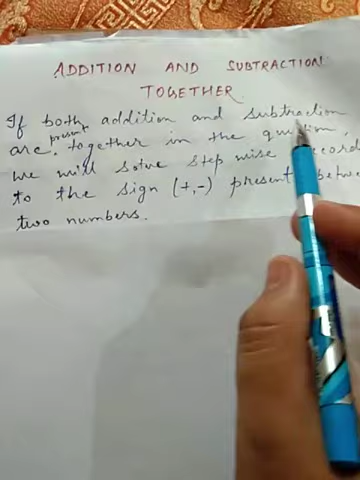 ADDITION AND SUBTRACTION
TOGETHER
If both addition and subtraction
are present together in the question,
we will solve step wise
to the sign (+,-) present
two numbers.